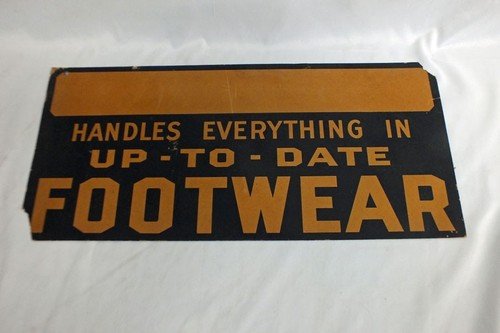 HANDLES EVERYTHING IN
UP-TO-DATE
FOOTWEAR